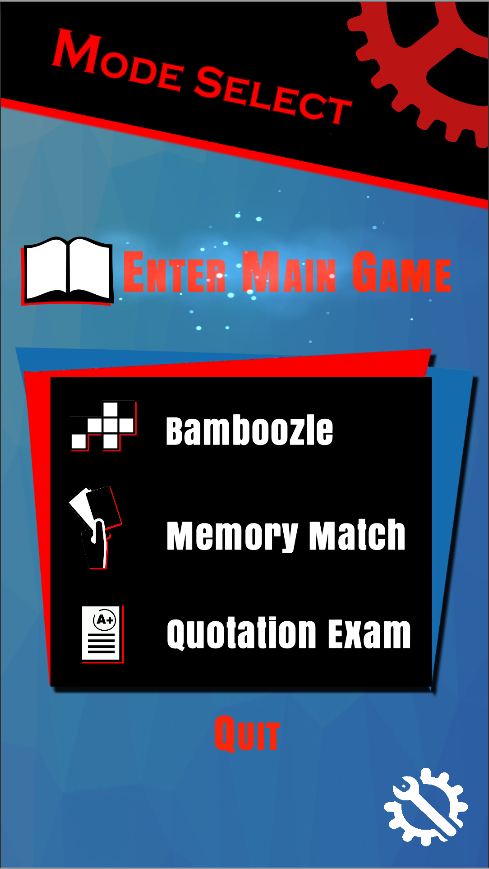 Mode Select
Enter Main Game
Bamboozle
Memory Match
A+
Quotation Exam
Quit